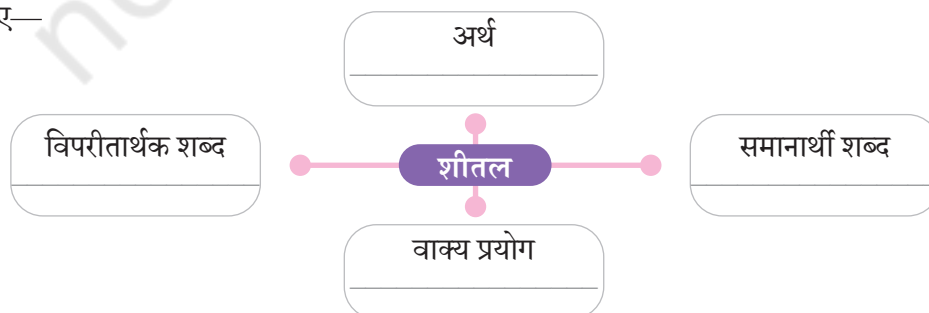 ए—
अर्थ
विपरीतार्थक शब्द
शीतल
समानार्थी शब्द
वाक्य प्रयोग